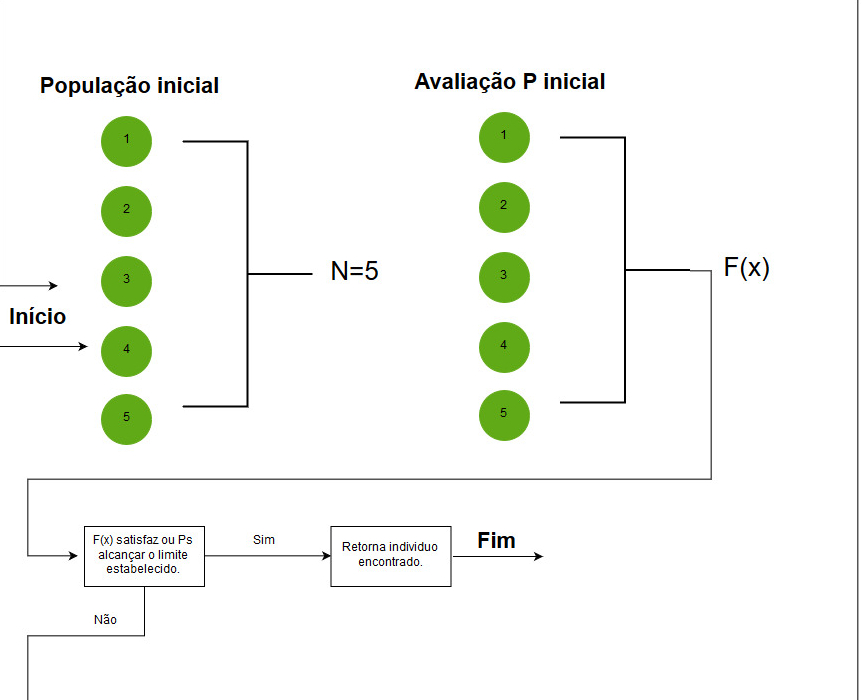 População inicial
Avaliação P inicial
1
2
3
4
5
N=5
1
2
3
4
5
F(x)
Início
F(x) satisfaz ou Ps
alcançar o limite
estabelecido.
Sim
Retorna individuo
encontrado.
Fim
Não